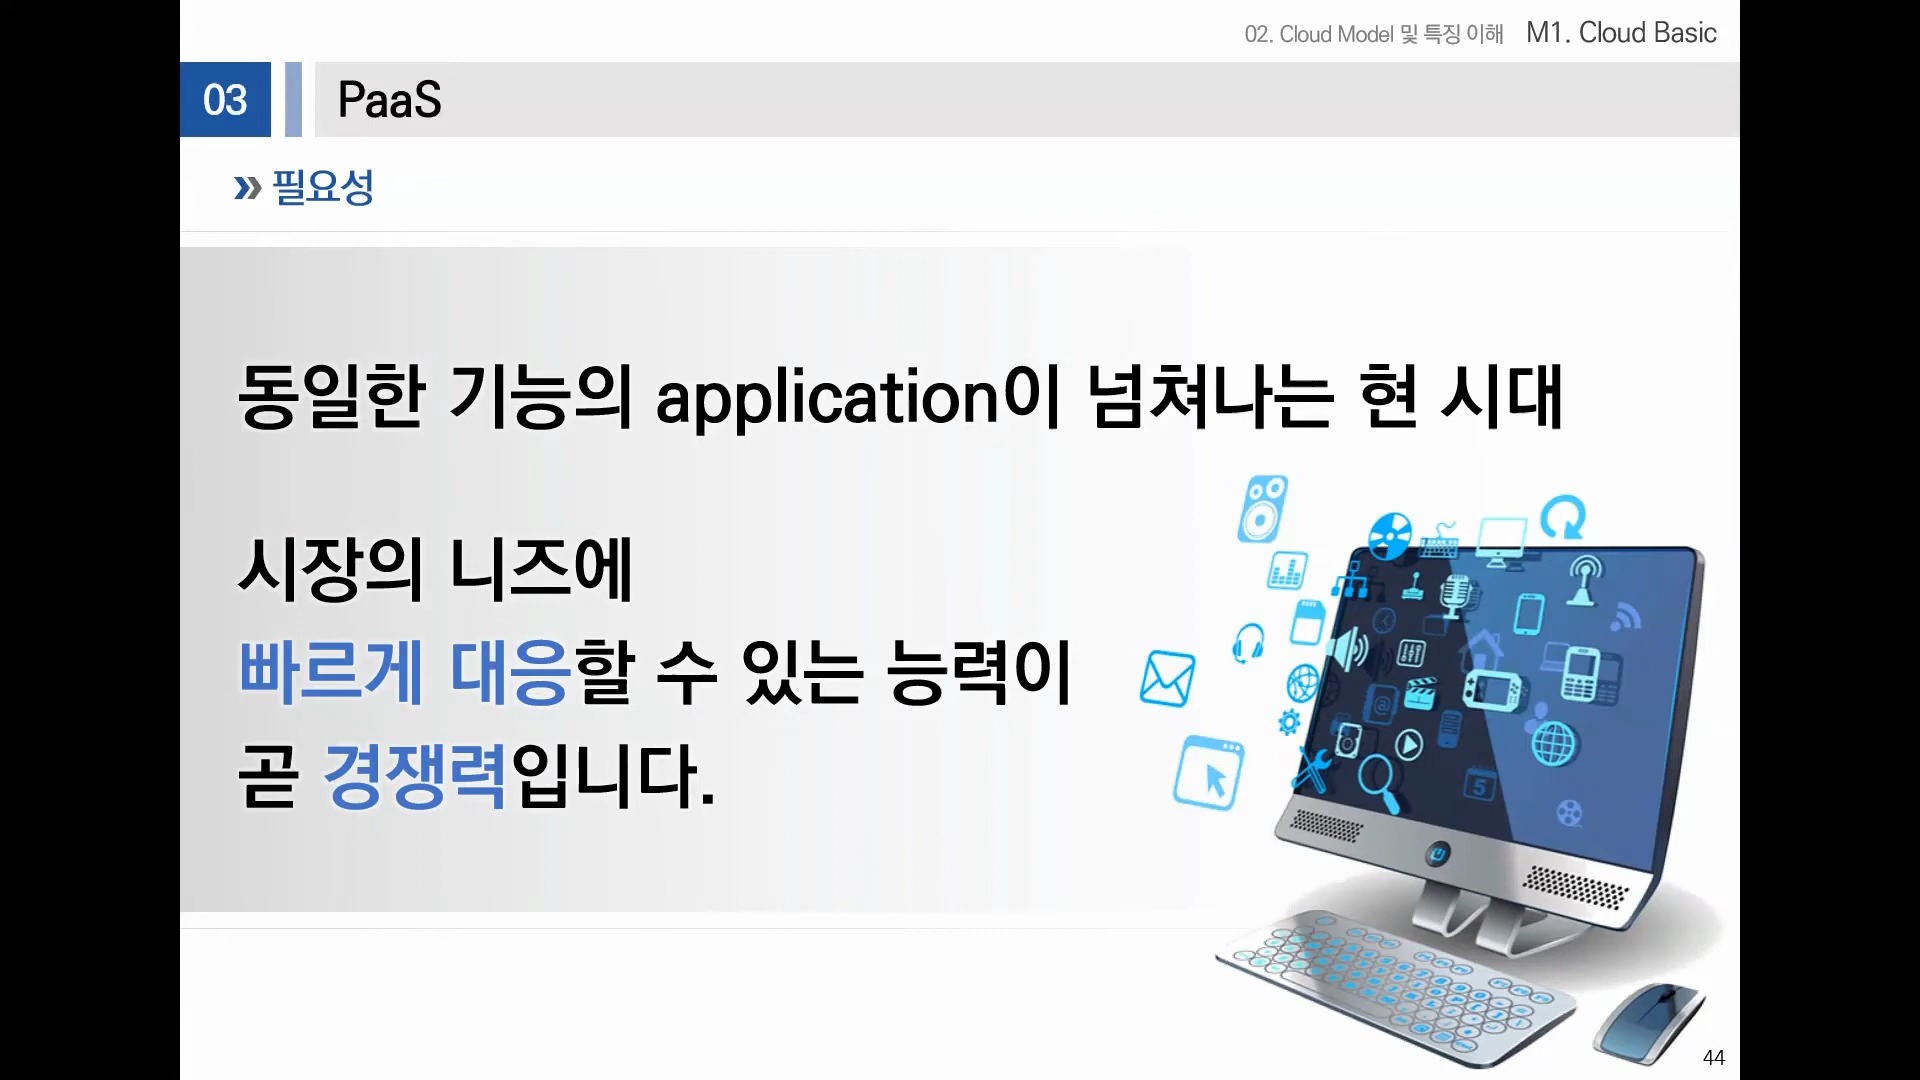 02. Cloud Model 및 특징 이해 M1. Cloud Basic
03 PaaS
필요성
동일한 기능의 application이 넘쳐나는 현 시대
시장의 니즈에
빠르게 대응할 수 있는 능력이
곧 경쟁력입니다.
44